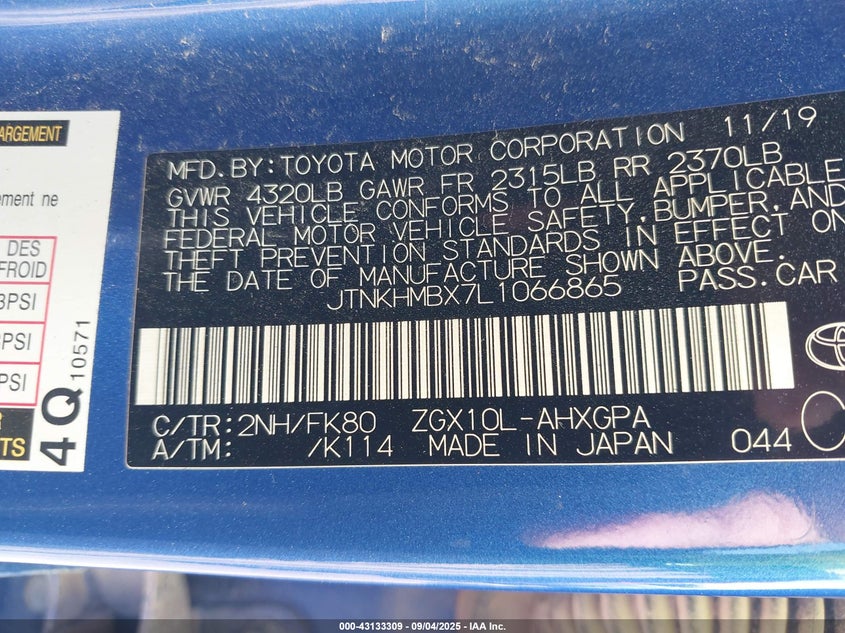 ARGEMENT
ement ne
DES
FROID
3PSI
PSI
PSI
TS
4Q 10571
MFD. BY: TOYOTA MOTOR CORPORATION 11/19
GVWR 4320LB GAWR FR 2315LB RR 2370LB
THIS VEHICLE CONFORMS TO ALL APPLICABLE
FEDERAL MOTOR VEHICLE SAFETY, BUMPER, AND
THEFT PREVENTION STANDARDS IN EFFECT ON
THE DATE OF MANUFACTURE SHOWN ABOVE.
JTNKHMBX7L1066865 PASS. CAR
C/TR: 2NH/FK80 ZGX10L-AHXGPA
A/TM: /K114 MADE IN JAPAN 044 C
000-43133309 - 09/04/2025 - IAA Inc.